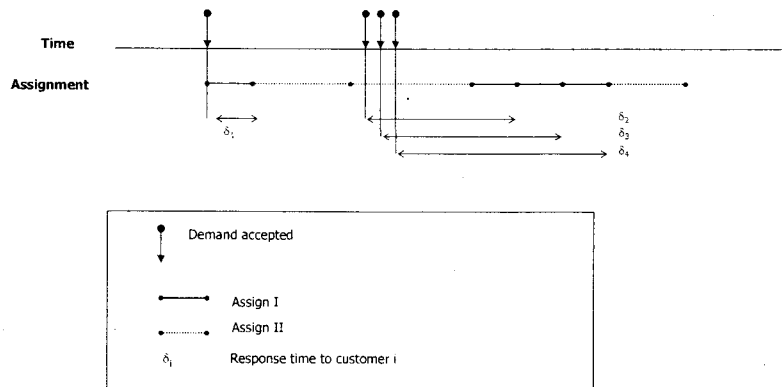 Time
Assignment
δ1
δ2
δ3
δ4
Demand accepted
Assign I
Assign II
δi Response time to customer i